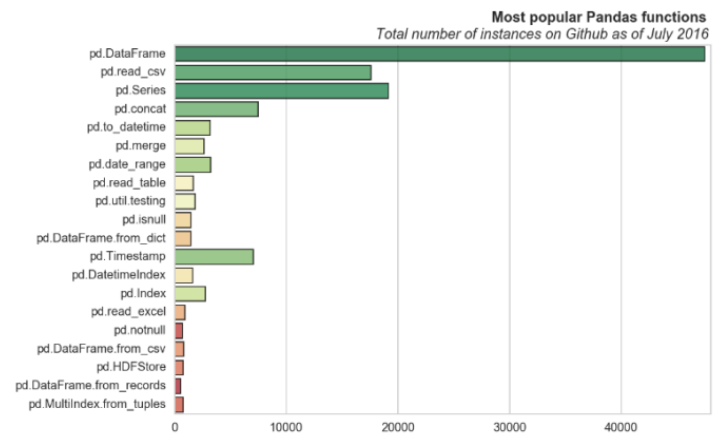 Most popular Pandas functions
Total number of instances on Github as of July 2016
pd.DataFrame
pd.read_csv
pd.Series
pd.concat
pd.to_datetime
pd.merge
pd.date_range
pd.read_table
pd.util.testing
pd.isnull
pd.DataFrame.from_dict
pd.Timestamp
pd.DatetimeIndex
pd.Index
pd.read_excel
pd.notnull
pd.DataFrame.from_csv
pd.HDFStore
pd.DataFrame.from_records
pd.MultiIndex.from_tuples
0 10000 20000 30000 40000